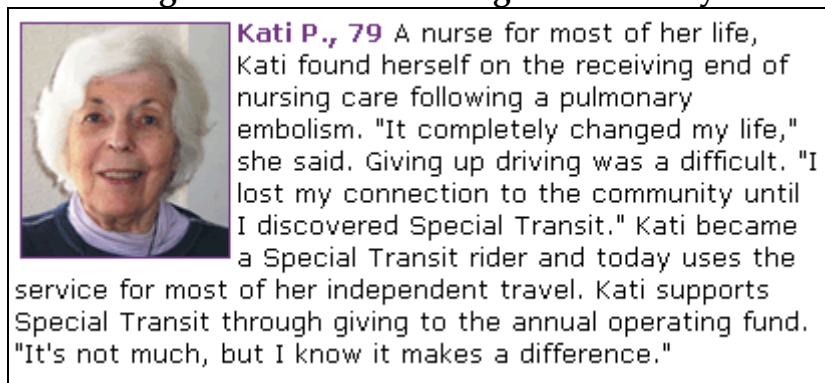 Kati P., 79 A nurse for most of her life,
Kati found herself on the receiving end of
nursing care following a pulmonary
embolism. "It completely changed my life,"
she said. Giving up driving was a difficult. "I
lost my connection to the community until
I discovered Special Transit." Kati became
a Special Transit rider and today uses the
service for most of her independent travel. Kati supports
Special Transit through giving to the annual operating fund.
"It's not much, but I know it makes a difference."